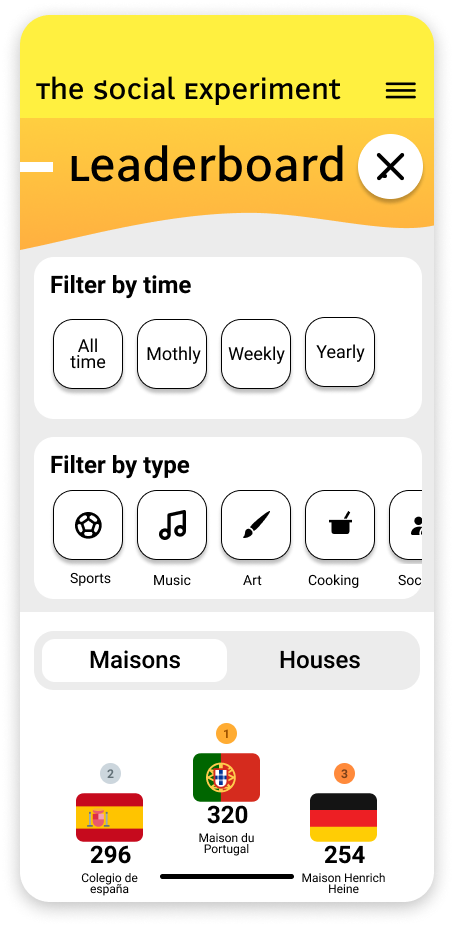 The Social Experiment
Leaderboard
Filter by time
All
time
Mothly
Weekly
Yearly
Filter by type
Sports
Music
Art
Cooking
Soc
Maisons
Houses
1
2
3
320
Maison du
Portugal
296
Colegio de
españa
254
Maison Henrich
Heine